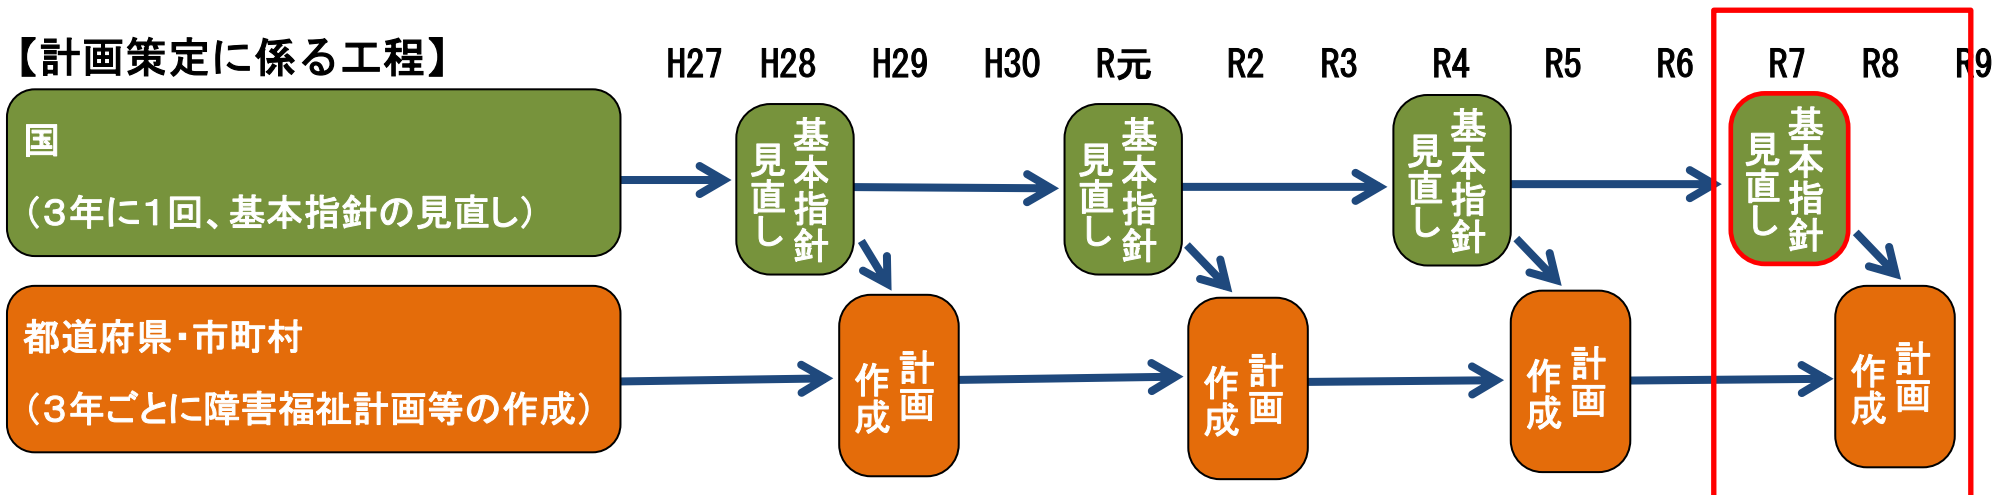 【計画策定に係る工程】
H27 H28 H29 H30 R元 R2 R3 R4 R5 R6 R7 R8 R9
国
（３年に１回、基本指針の見直し）
基本指針
見直し
基本指針
見直し
基本指針
見直し
基本指針
見直し
都道府県・市町村
（３年ごとに障害福祉計画等の作成）
計画
作成
計画
作成
計画
作成
計画
作成